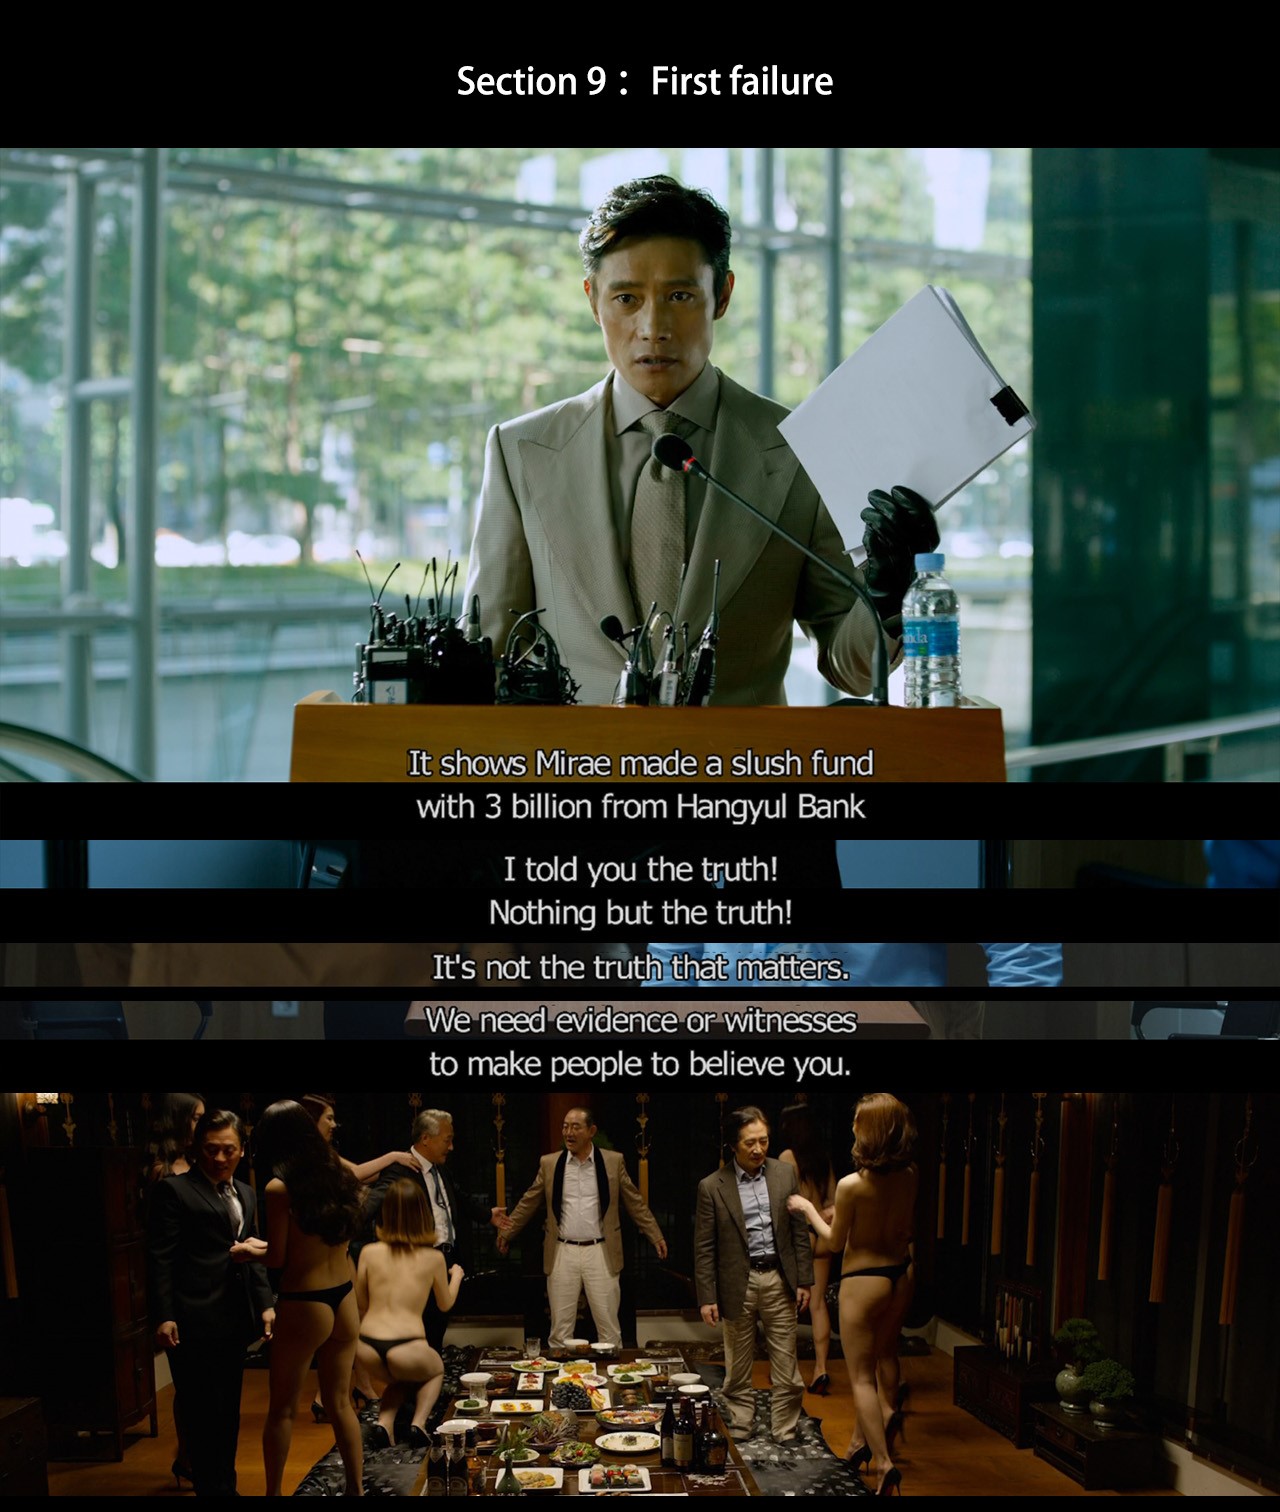 Section 9： First failure
It shows Mirae made a slush fund
with 3 billion from Hangyul Bank
I told you the truth!
Nothing but the truth!
It's not the truth that matters.
We need evidence or witnesses
to make people to believe you.